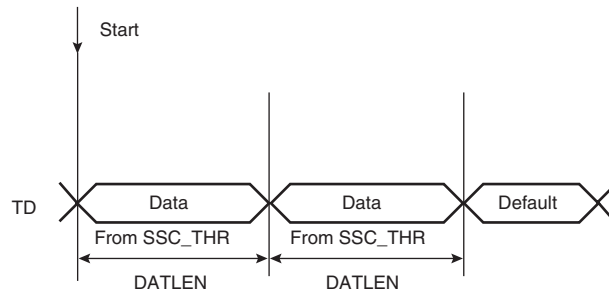 Start
TD
Data
Data
Default
From SSC_THR
From SSC_THR
DATLEN
DATLEN